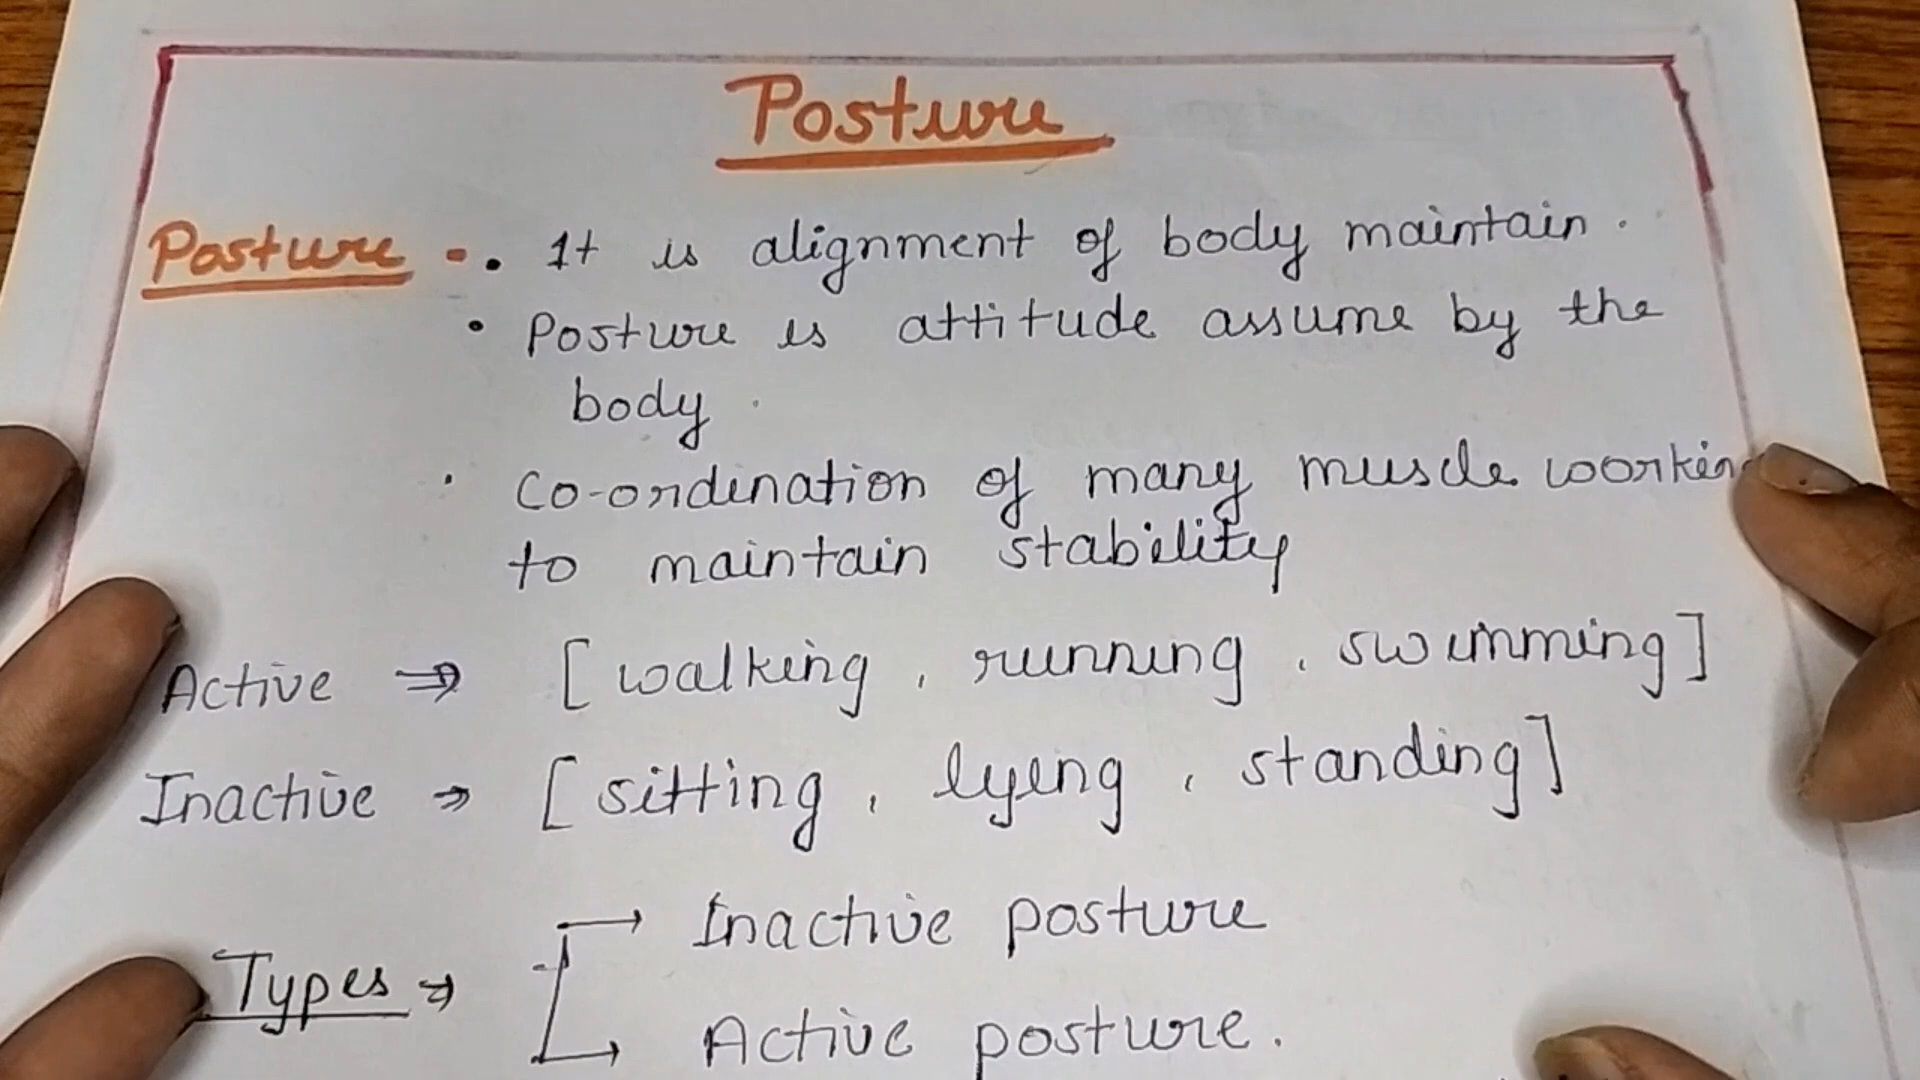 Posture
Posture -. It is alignment of body maintain.
• Posture is attitude assume by the
body.
• Co-ordination of many muscle workin
to maintain stability
Active ⇒ [walking, running, swimming]
Inactive → [sitting, lying, standing]
Types ⇒ → Inactive posture
→ Active posture.